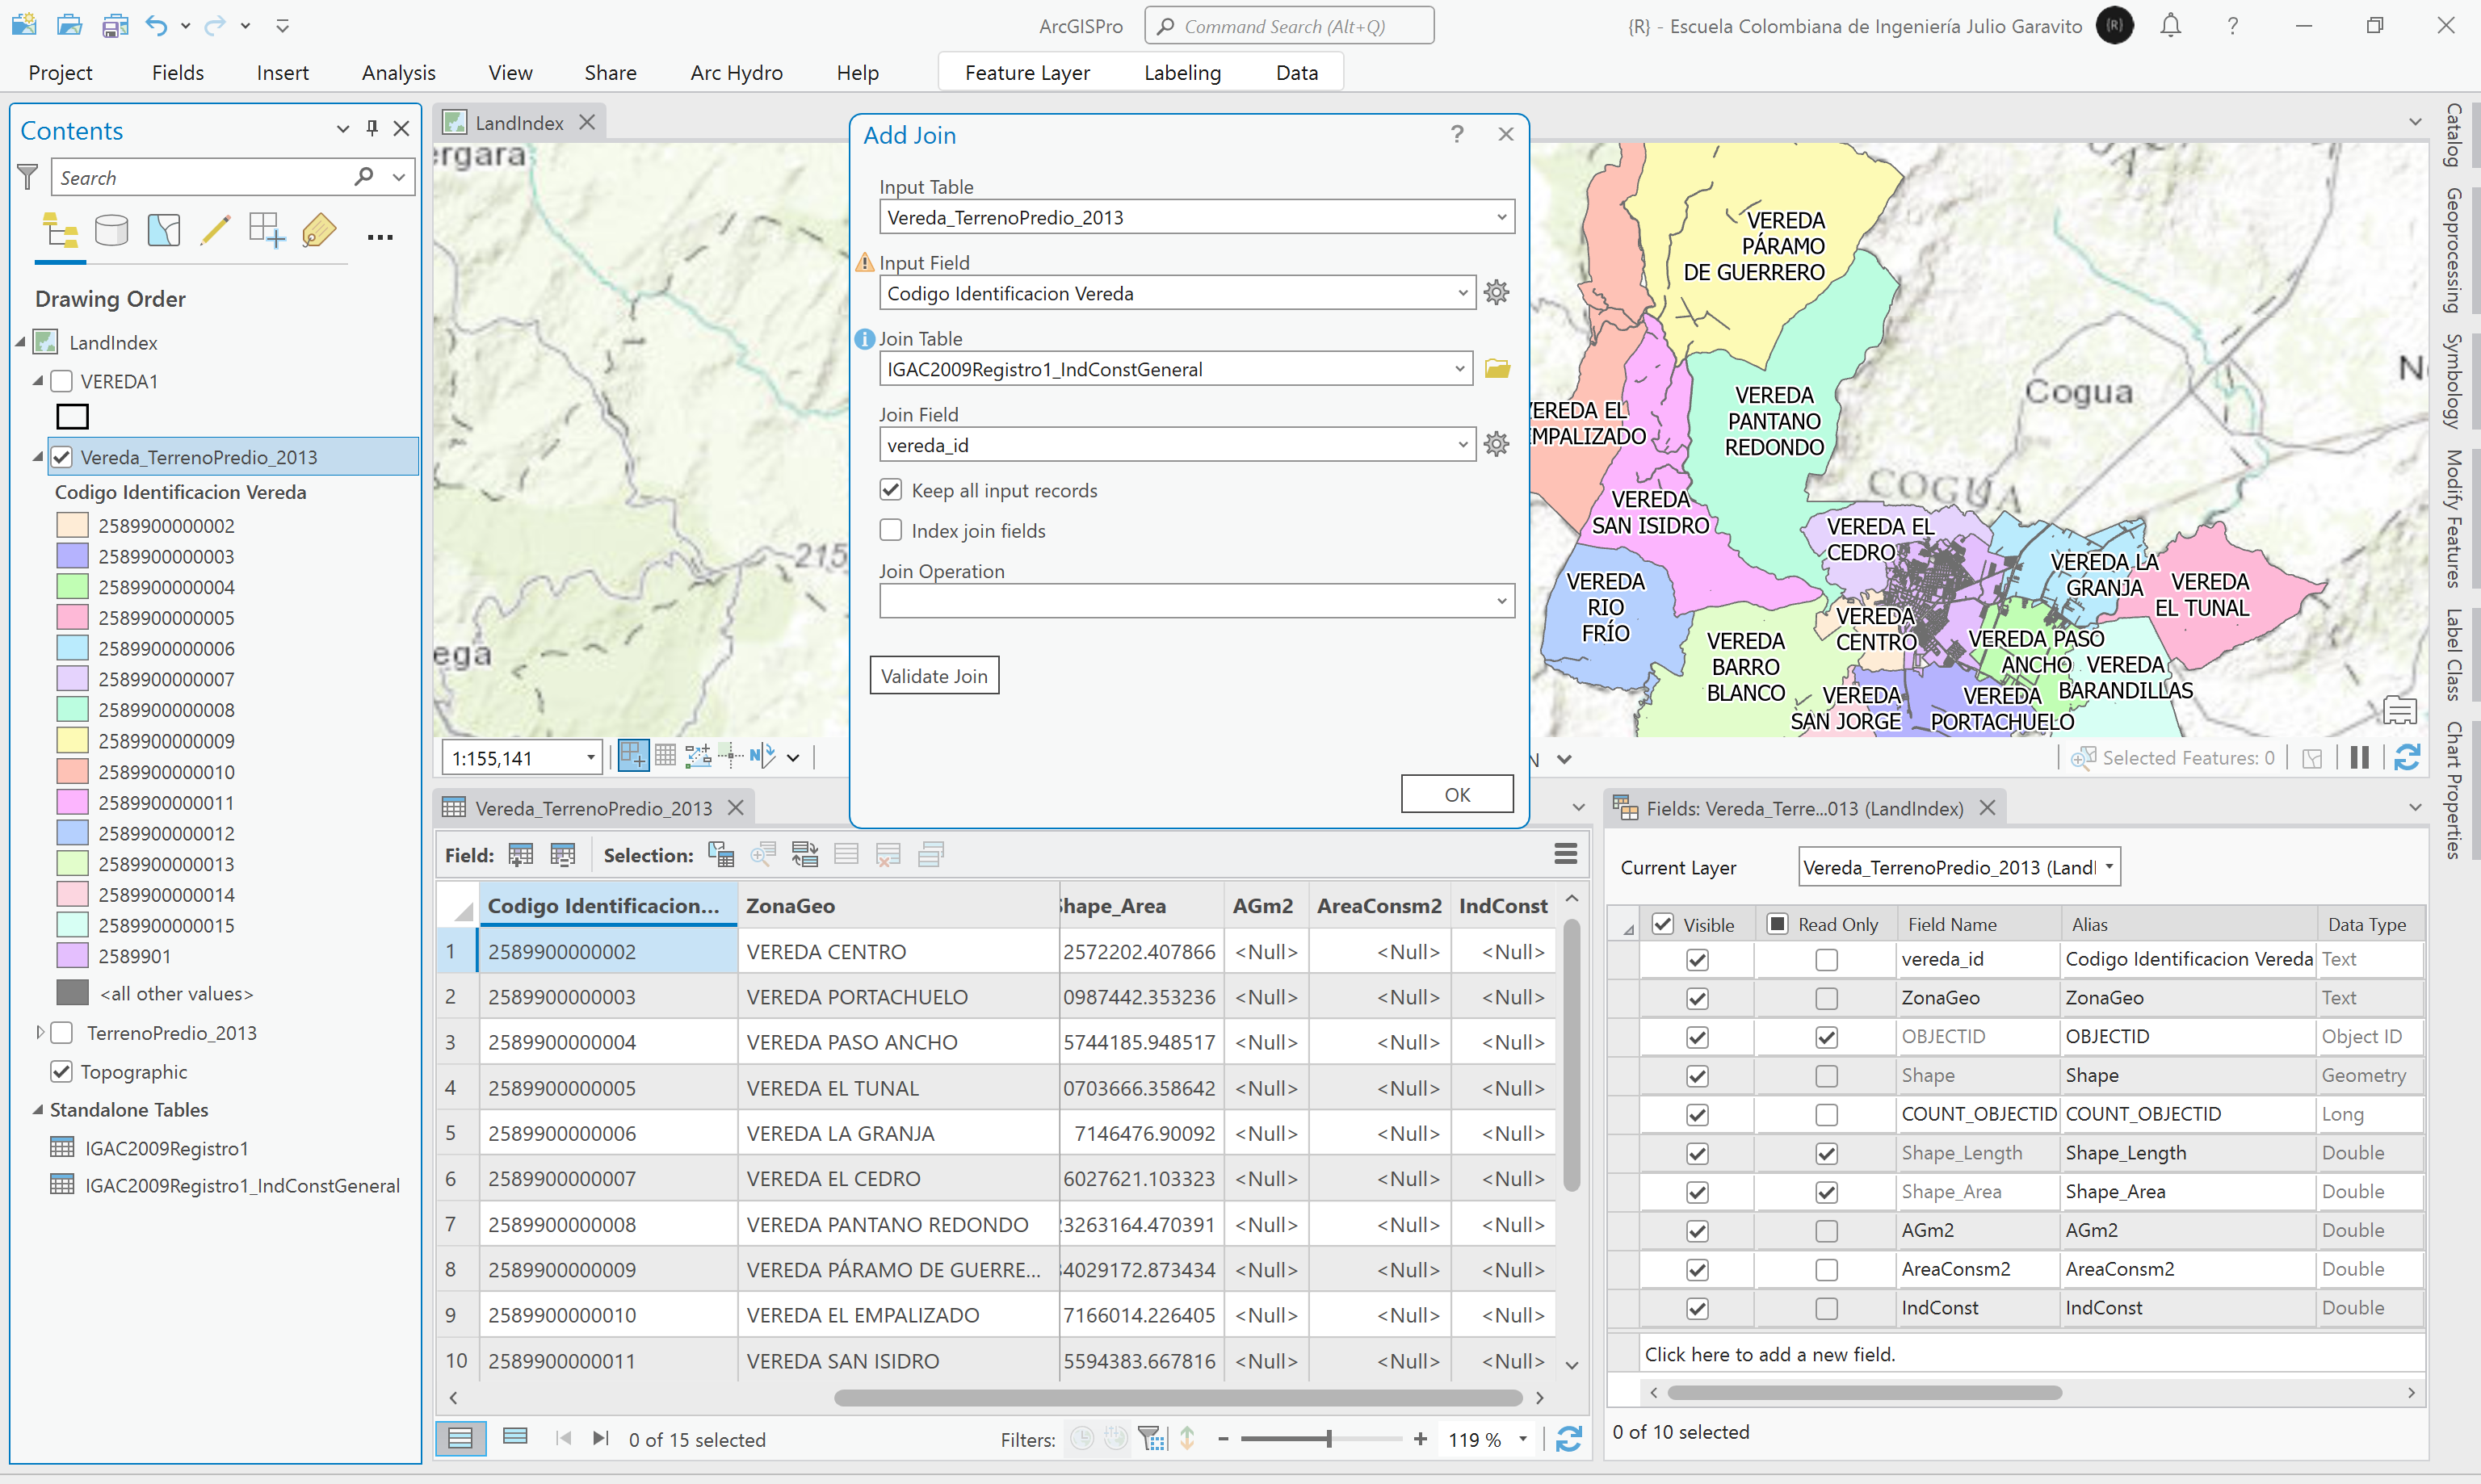 ArcGISPro
Command Search (Alt+Q)
{R} - Escuela Colombiana de Ingeniería Julio Garavito
{R}
?
Project
Fields
Insert
Analysis
View
Share
Arc Hydro
Help
Feature Layer
Labeling
Data
Contents
Search
Drawing Order
LandIndex
VEREDA1
Vereda_TerrenoPredio_2013
Codigo Identificacion Vereda
2589900000002
2589900000003
2589900000004
2589900000005
2589900000006
2589900000007
2589900000008
2589900000009
2589900000010
2589900000011
2589900000012
2589900000013
2589900000014
2589900000015
2589901
<all other values>
TerrenoPredio_2013
Topographic
Standalone Tables
IGAC2009Registro1
IGAC2009Registro1_IndConstGeneral
LandIndex
ergara
215
ega
Add Join
?
Input Table
Vereda_TerrenoPredio_2013
Input Field
Codigo Identificacion Vereda
Join Table
IGAC2009Registro1_IndConstGeneral
Join Field
vereda_id
Keep all input records
Index join fields
Join Operation
Validate Join
OK
VEREDA
PÁRAMO
DE GUERRERO
VEREDA EL
EMPALIZADO
VEREDA
PANTANO
REDONDO
Cogua
COGUA
VEREDA
SAN ISIDRO
VEREDA EL
CEDRO
VEREDA LA
GRANJA
VEREDA
EL TUNAL
VEREDA
RIO
FRÍO
VEREDA
CENTRO
VEREDA PASO
ANCHO
VEREDA
BARANDILLAS
VEREDA
BARRO
BLANCO
VEREDA
SAN JORGE
VEREDA
PORTACHUELO
1:155,141
N
N
Selected Features: 0
Catalog
Geoprocessing
Symbology
Modify Features
Label Class
Chart Properties
Vereda_TerrenoPredio_2013
Field:
Selection:
Codigo Identificacion... ZonaGeo Shape_Area AGm2 AreaConsm2 IndConst
1 2589900000002 VEREDA CENTRO 2572202.407866 <Null> <Null> <Null>
2 2589900000003 VEREDA PORTACHUELO 0987442.353236 <Null> <Null> <Null>
3 2589900000004 VEREDA PASO ANCHO 5744185.948517 <Null> <Null> <Null>
4 2589900000005 VEREDA EL TUNAL 0703666.358642 <Null> <Null> <Null>
5 2589900000006 VEREDA LA GRANJA 7146476.90092 <Null> <Null> <Null>
6 2589900000007 VEREDA EL CEDRO 6027621.103323 <Null> <Null> <Null>
7 2589900000008 VEREDA PANTANO REDONDO 23263164.470391 <Null> <Null> <Null>
8 2589900000009 VEREDA PÁRAMO DE GUERRE... 34029172.873434 <Null> <Null> <Null>
9 2589900000010 VEREDA EL EMPALIZADO 7166014.226405 <Null> <Null> <Null>
10 2589900000011 VEREDA SAN ISIDRO 5594383.667816 <Null> <Null> <Null>
0 of 15 selected
Filters:
119 %
Fields: Vereda_Terre...013 (LandIndex)
Current Layer
Vereda_TerrenoPredio_2013 (LandI
Visible Read Only Field Name Alias Data Type
vereda_id Codigo Identificacion Vereda Text
ZonaGeo ZonaGeo Text
OBJECTID OBJECTID Object ID
Shape Shape Geometry
COUNT_OBJECTID COUNT_OBJECTID Long
Shape_Length Shape_Length Double
Shape_Area Shape_Area Double
AGm2 AGm2 Double
AreaConsm2 AreaConsm2 Double
IndConst IndConst Double
Click here to add a new field.
0 of 10 selected